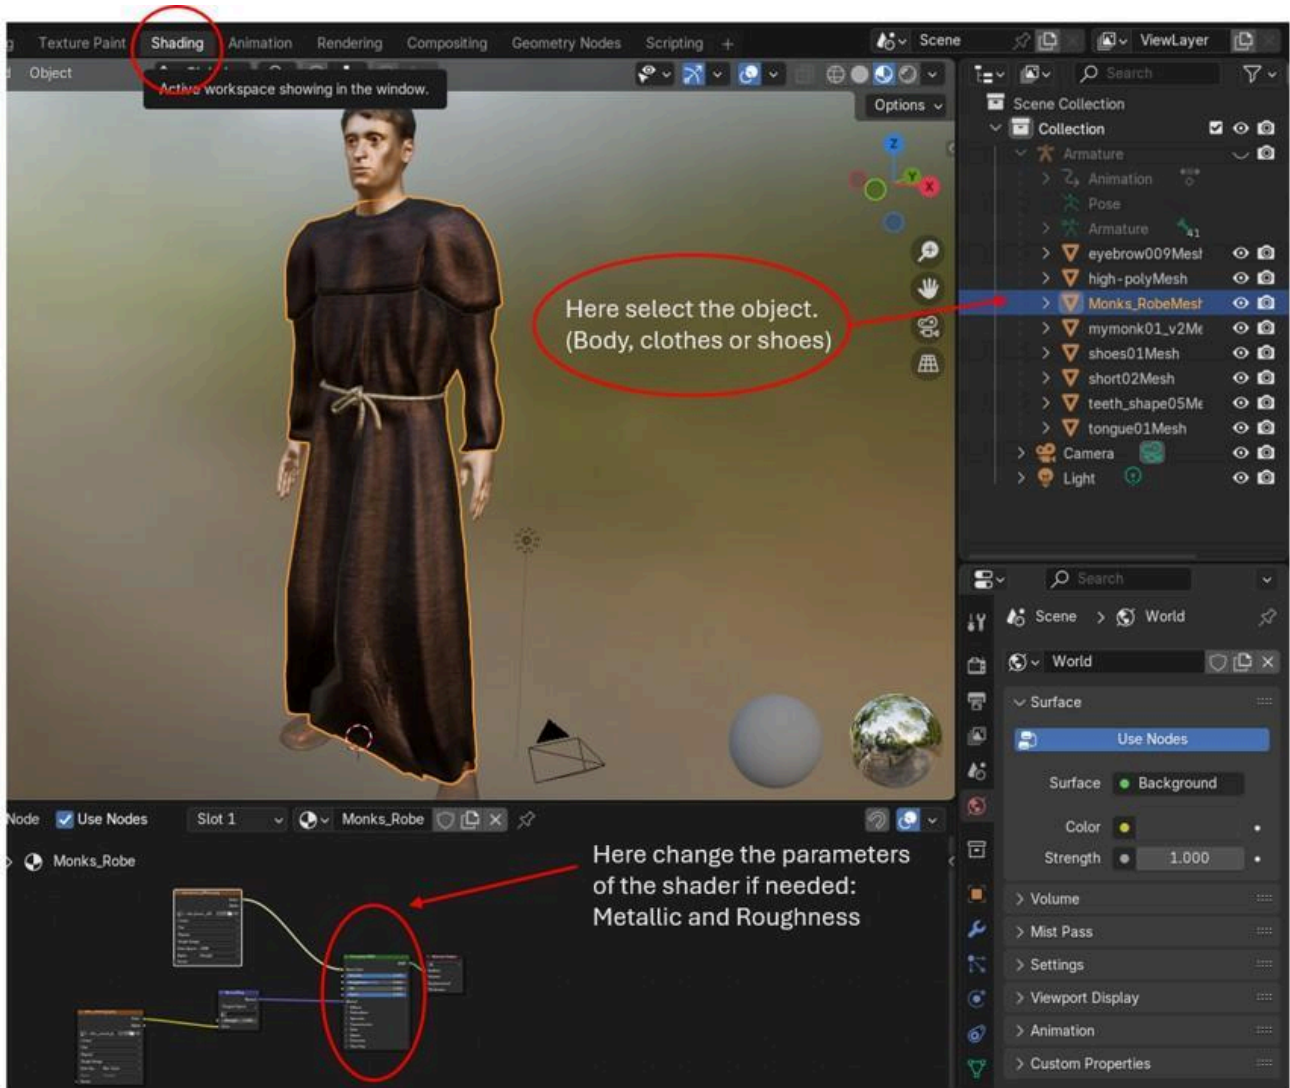 Texture Paint Shading Animation Rendering Compositing Geometry Nodes Scripting + Scene ViewLayer
Object
Active workspace showing in the window.
Search
Options
Scene Collection
Collection
Armature
Animation
Pose
Armature 41
eyebrow009Mesh
high-polyMesh
Monks_RobeMesh
mymonk01_v2Me
shoes01Mesh
short02Mesh
teeth_shape05Me
tongue01Mesh
Camera
Light
Z
Y
X
Here select the object.
(Body, clothes or shoes)
Search
Scene > World
World
Surface
Use Nodes
Surface Background
Color
Strength 1.000
Volume
Mist Pass
Settings
Viewport Display
Animation
Custom Properties
Node Use Nodes Slot 1 Monks_Robe
Monks_Robe
Here change the parameters
of the shader if needed:
Metallic and Roughness